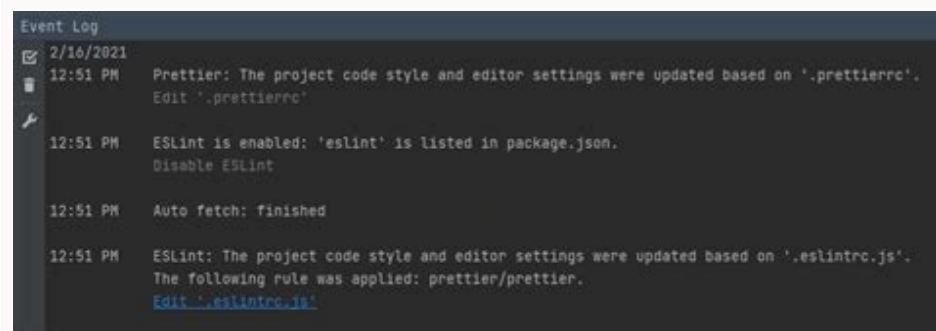 Event Log
2/16/2021
12:51 PM Prettier: The project code style and editor settings were updated based on '.prettierrc'.
Edit '.prettierrc'
12:51 PM ESLint is enabled: 'eslint' is listed in package.json.
Disable ESLint
12:51 PM Auto fetch: finished
12:51 PM ESLint: The project code style and editor settings were updated based on '.eslintrc.js'.
The following rule was applied: prettier/prettier.
Edit '.eslintrc.js'